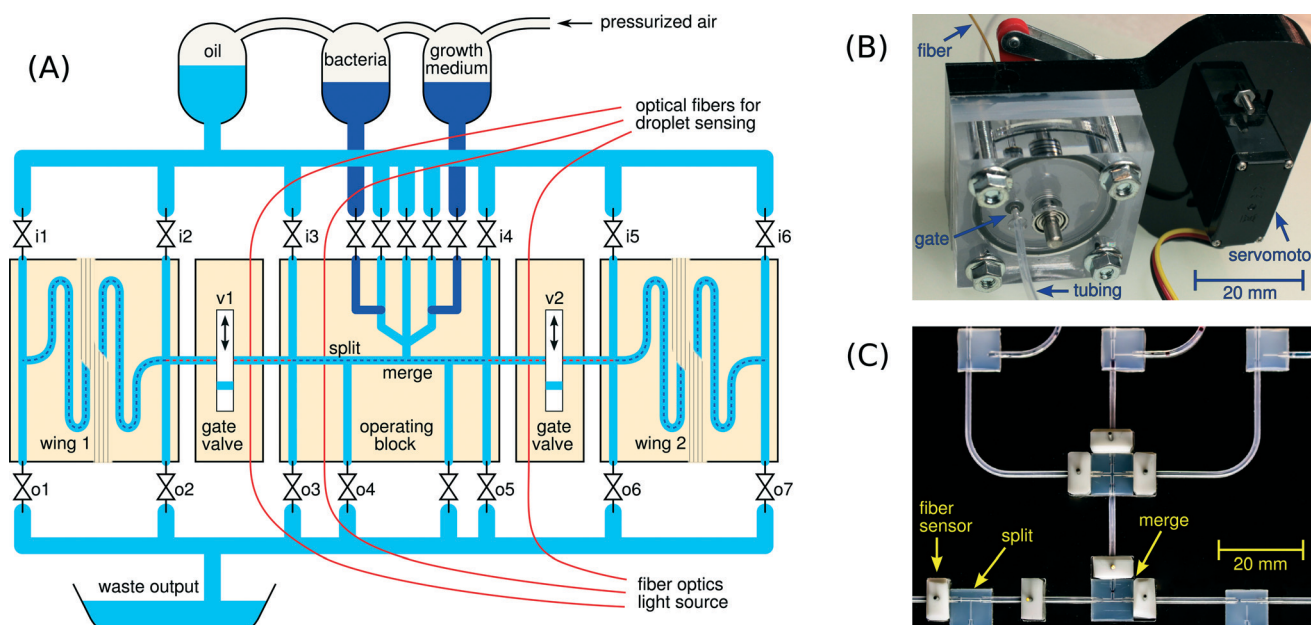 (A)
oil
bacteria
growth
medium
pressurized air
optical fibers for
droplet sensing
i1
i2
i3
i4
i5
i6
v1
v2
split
merge
wing 1
gate
valve
operating
block
gate
valve
wing 2
o1
o2
o3
o4
o5
o6
o7
waste output
fiber optics
light source
(B)
fiber
gate
tubing
servomoto
20 mm
(C)
fiber
sensor
split
merge
20 mm